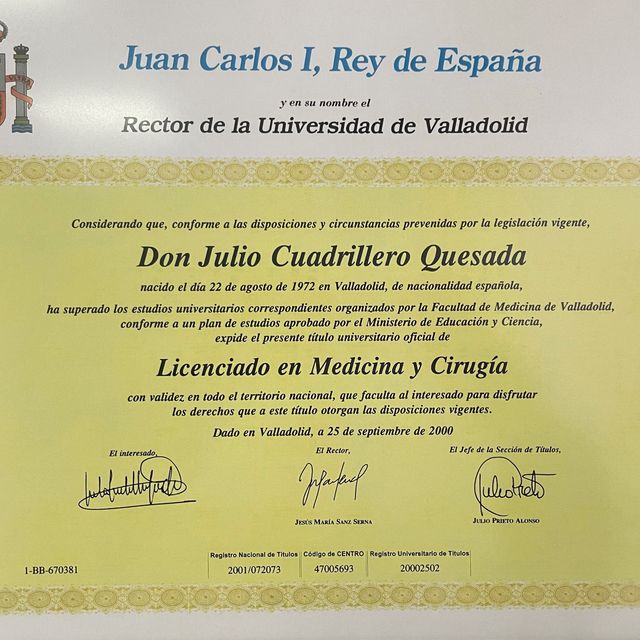 Juan Carlos I, Rey de España
y en su nombre el
Rector de la Universidad de Valladolid
Considerando que, conforme a las disposiciones y circunstancias prevenidas por la legislación vigente,
Don Julio Cuadrillero Quesada
nacido el día 22 de agosto de 1972 en Valladolid, de nacionalidad española,
ha superado los estudios universitarios correspondientes organizados por la Facultad de Medicina de Valladolid,
conforme a un plan de estudios aprobado por el Ministerio de Educación y Ciencia,
expide el presente título universitario oficial de
Licenciado en Medicina y Cirugía
con validez en todo el territorio nacional, que faculta al interesado para disfrutar
los derechos que a este título otorgan las disposiciones vigentes.
Dado en Valladolid, a 25 de septiembre de 2000
El interesado, El Rector, El Jefe de la Sección de Títulos,
Julio Prieto
JESÚS MARÍA SANZ SERNA JULIO PRIETO ALONSO
Registro Nacional de Títulos Código de CENTRO Registro Universitario de Títulos
1-BB-670381 2001/072073 47005693 20002502